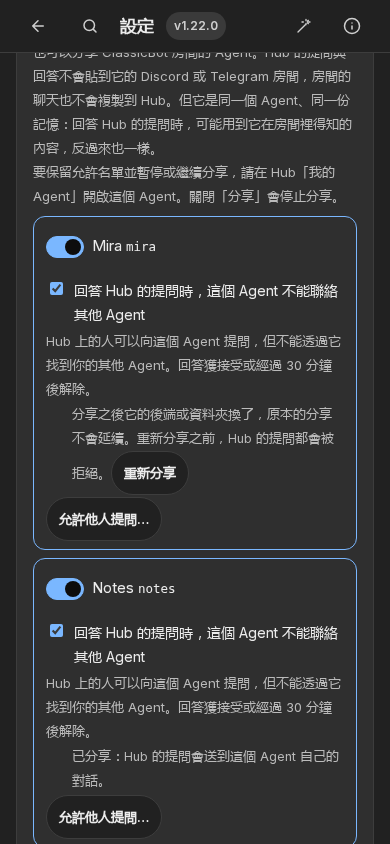 設定 v1.22.0
也可以分享 ClassicBot 房間的 Agent。Hub 的提問與
回答不會貼到它的 Discord 或 Telegram 房間，房間的
聊天也不會複製到 Hub。但它是同一個 Agent、同一份
記憶：回答 Hub 的提問時，可能用到它在房間裡得知的
內容，反過來也一樣。
要保留允許名單並暫停或繼續分享，請在 Hub「我的
Agent」開啟這個 Agent。關閉「分享」會停止分享。
Mira mira
回答 Hub 的提問時，這個 Agent 不能聯絡
其他 Agent
Hub 上的人可以向這個 Agent 提問，但不能透過它
找到你的其他 Agent。回答獲接受或經過 30 分鐘
後解除。
分享之後它的後端或資料夾換了，原本的分享
不會延續。重新分享之前，Hub 的提問都會被
拒絕。 重新分享
允許他人提問…
Notes notes
回答 Hub 的提問時，這個 Agent 不能聯絡
其他 Agent
Hub 上的人可以向這個 Agent 提問，但不能透過它
找到你的其他 Agent。回答獲接受或經過 30 分鐘
後解除。
已分享：Hub 的提問會送到這個 Agent 自己的
對話。
允許他人提問…